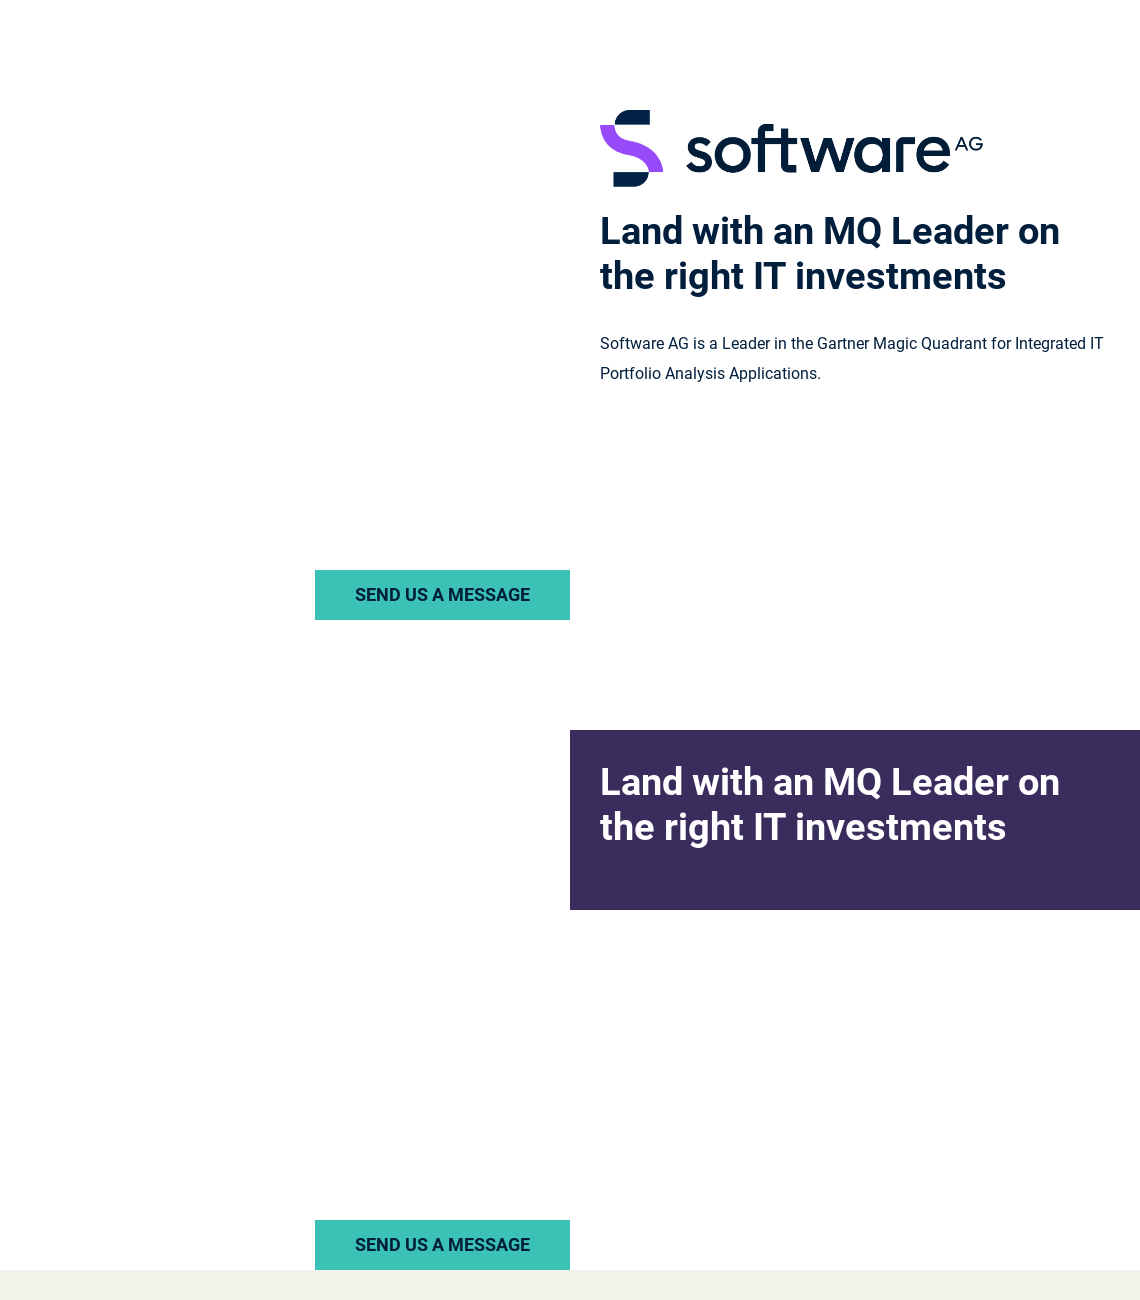 software AG
Land with an MQ Leader on
the right IT investments
Software AG is a Leader in the Gartner Magic Quadrant for Integrated IT
Portfolio Analysis Applications.
SEND US A MESSAGE
Land with an MQ Leader on
the right IT investments
SEND US A MESSAGE